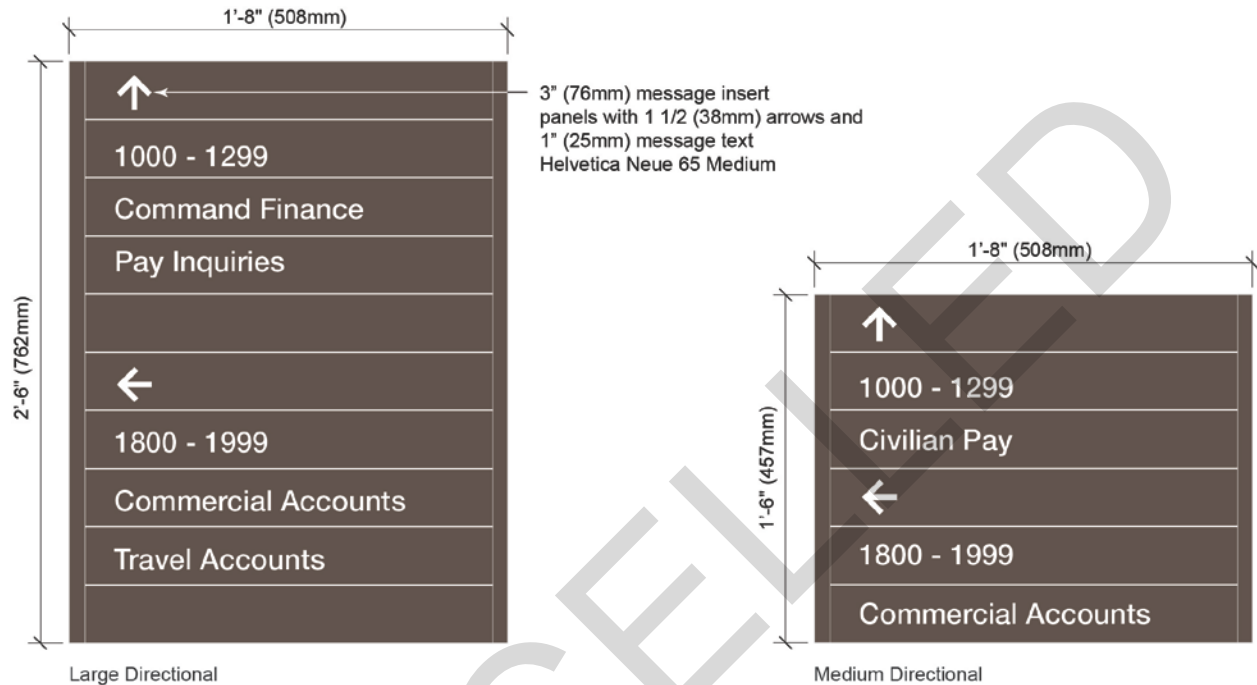 1'-8" (508mm)
2'-6" (762mm)
1000 - 1299
Command Finance
Pay Inquiries
1800 - 1999
Commercial Accounts
Travel Accounts
Large Directional
3" (76mm) message insert
panels with 1 1/2 (38mm) arrows and
1" (25mm) message text
Helvetica Neue 65 Medium
1'-8" (508mm)
1'-6" (457mm)
1000 - 1299
Civilian Pay
1800 - 1999
Commercial Accounts
Medium Directional